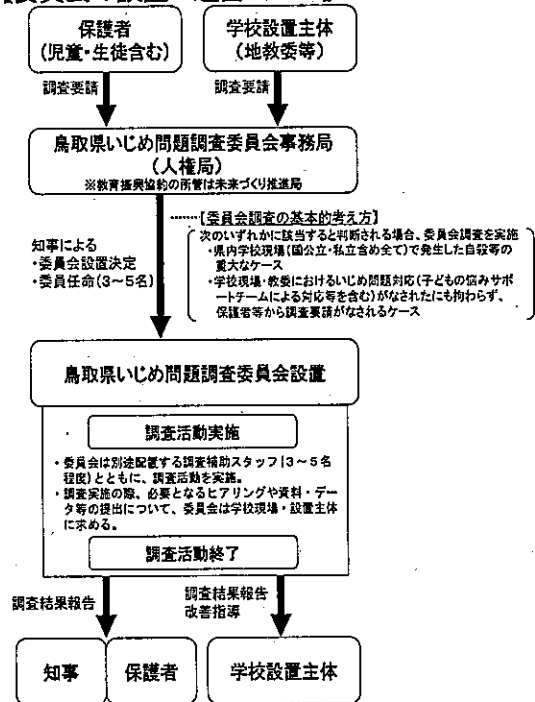 保護者
(児童・生徒含む)
学校設置主体
(地教委等)
調査要請
調査要請
鳥取県いじめ問題調査委員会事務局
(人権局)
※教育振興協約の所管は未来づくり推進局
知事による
・委員会設置決定
・委員任命(3~5名)
【委員会調査の基本的考え方】
次のいずれかに該当すると判断される場合、委員会調査を実施
・県内学校現場(国公立・私立含め全て)で発生した自殺等の
重大なケース
・学校現場・教委におけるいじめ問題対応(子どもの悩みサポ
ートチームによる対応等を含む)がなされたにも拘わらず、
保護者等から調査要請がなされるケース
鳥取県いじめ問題調査委員会設置
調査活動実施
・委員会は別途配置する調査補助スタッフ(3~5名
程度)とともに、調査活動を実施。
・調査実施の際、必要となるヒアリングや資料・デー
タ等の提出について、委員会は学校現場・設置主体
に求める。
調査活動終了
調査結果報告
調査結果報告
改善指導
知事
保護者
学校設置主体